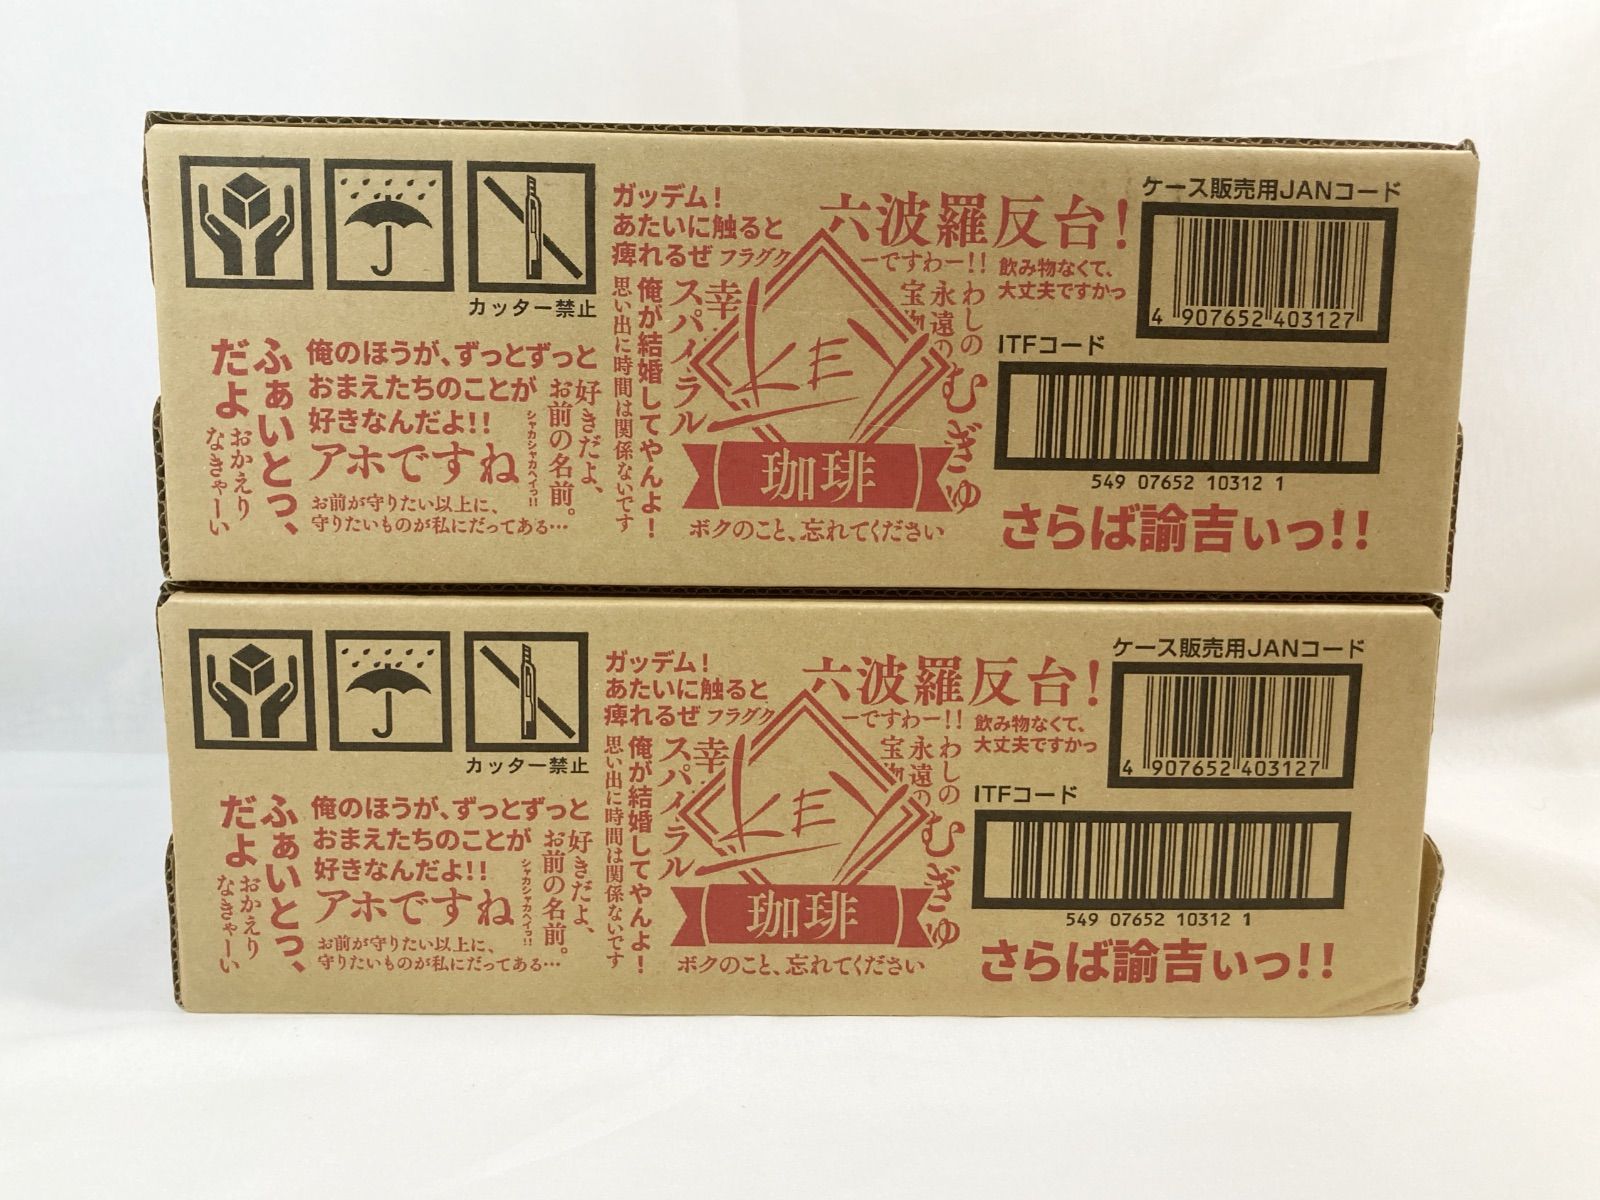 カッター禁止
ガッデム!
あたいに触ると
痺れるぜ
フラグク
六波羅反台!
ーですわー!!
飲み物なくて、
大丈夫ですかっ
ケース販売用JANコード
4 907652 403127
ITFコード
549 07652 10312 1
ふぁいとっ、
だよ
おかえり
なきゃーい
俺のほうが、ずっとずっと
おまえたちのことが
好きなんだよ!!
アホですね
お前が守りたい以上に、
守りたいものが私にだってある…
好きだよ、
お前の名前。
シャカシャカヘイっ!!
俺が結婚してやんよ!
思い出に時間は関係ないです
幸
スパイラル
KEY
珈琲
わしの
永遠の
宝物
むぎゅ
ボクのこと、忘れてください
さらば諭吉ぃっ!!
カッター禁止
ガッデム!
あたいに触ると
痺れるぜ
フラグク
六波羅反台!
ーですわー!!
飲み物なくて、
大丈夫ですかっ
ケース販売用JANコード
4 907652 403127
ITFコード
549 07652 10312 1
ふぁいとっ、
だよ
おかえり
なきゃーい
俺のほうが、ずっとずっと
おまえたちのことが
好きなんだよ!!
アホですね
お前が守りたい以上に、
守りたいものが私にだってある…
好きだよ、
お前の名前。
シャカシャカヘイっ!!
俺が結婚してやんよ!
思い出に時間は関係ないです
幸
スパイラル
KEY
珈琲
わしの
永遠の
宝物
むぎゅ
ボクのこと、忘れてください
さらば諭吉ぃっ!!